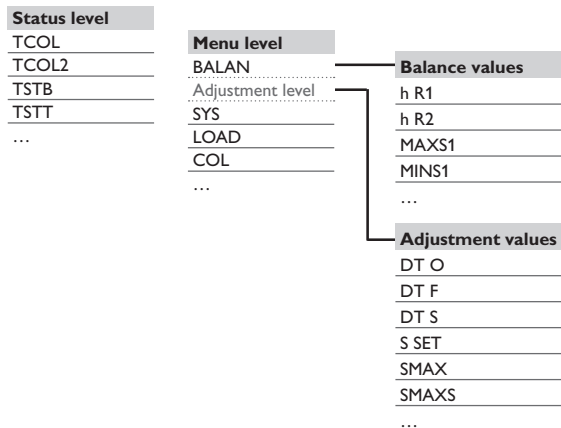 Status level
TCOL
TCOL2
TSTB
TSTT
…
Menu level
BALAN
Adjustment level
SYS
LOAD
COL
…
Balance values
h R1
h R2
MAXS1
MINS1
…
Adjustment values
DT O
DT F
DT S
S SET
SMAX
SMAXS
…